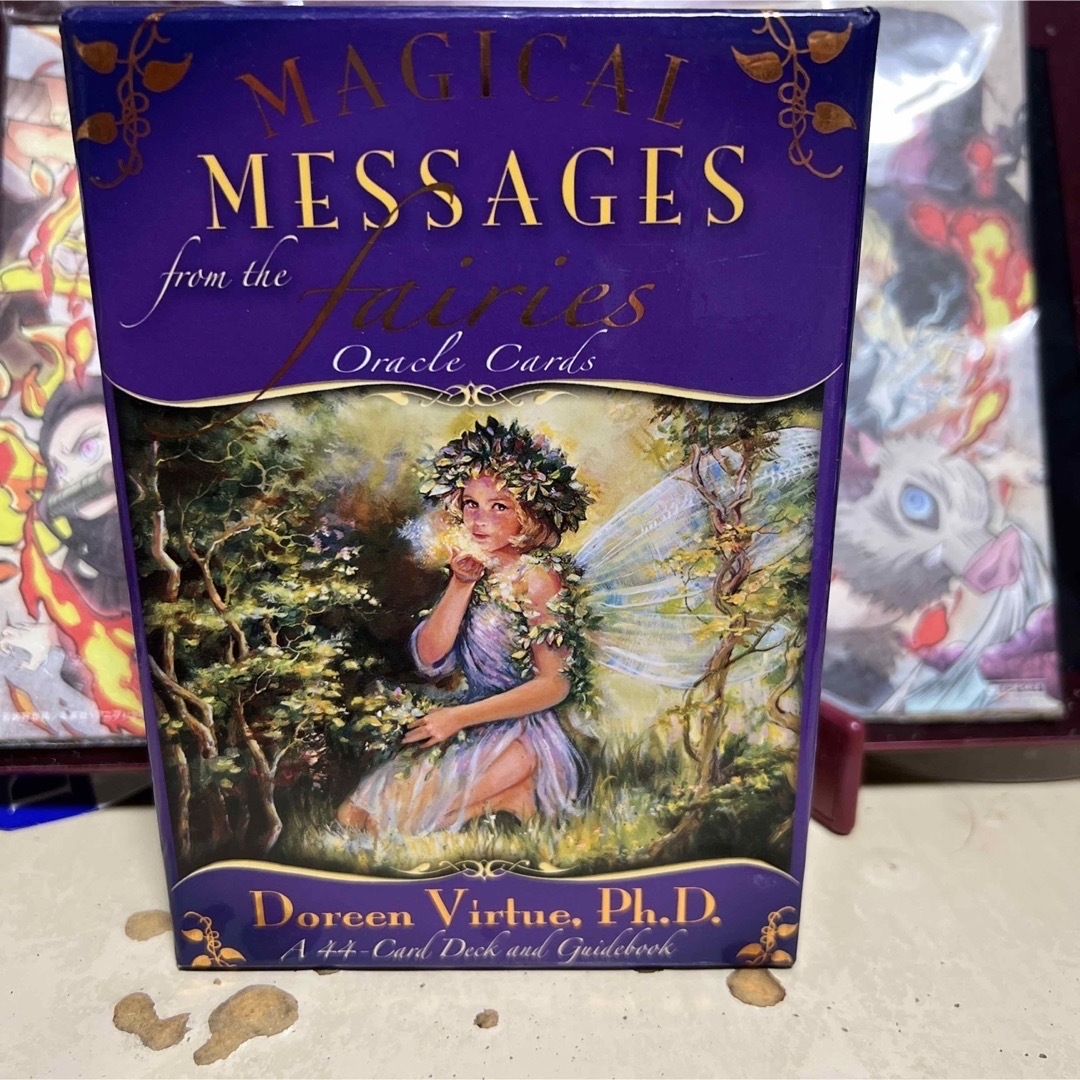 MAGICAL
MESSAGES
from the fairies
Oracle Cards
Doreen Virtue, Ph.D.
A 44-Card Deck and Guidebook